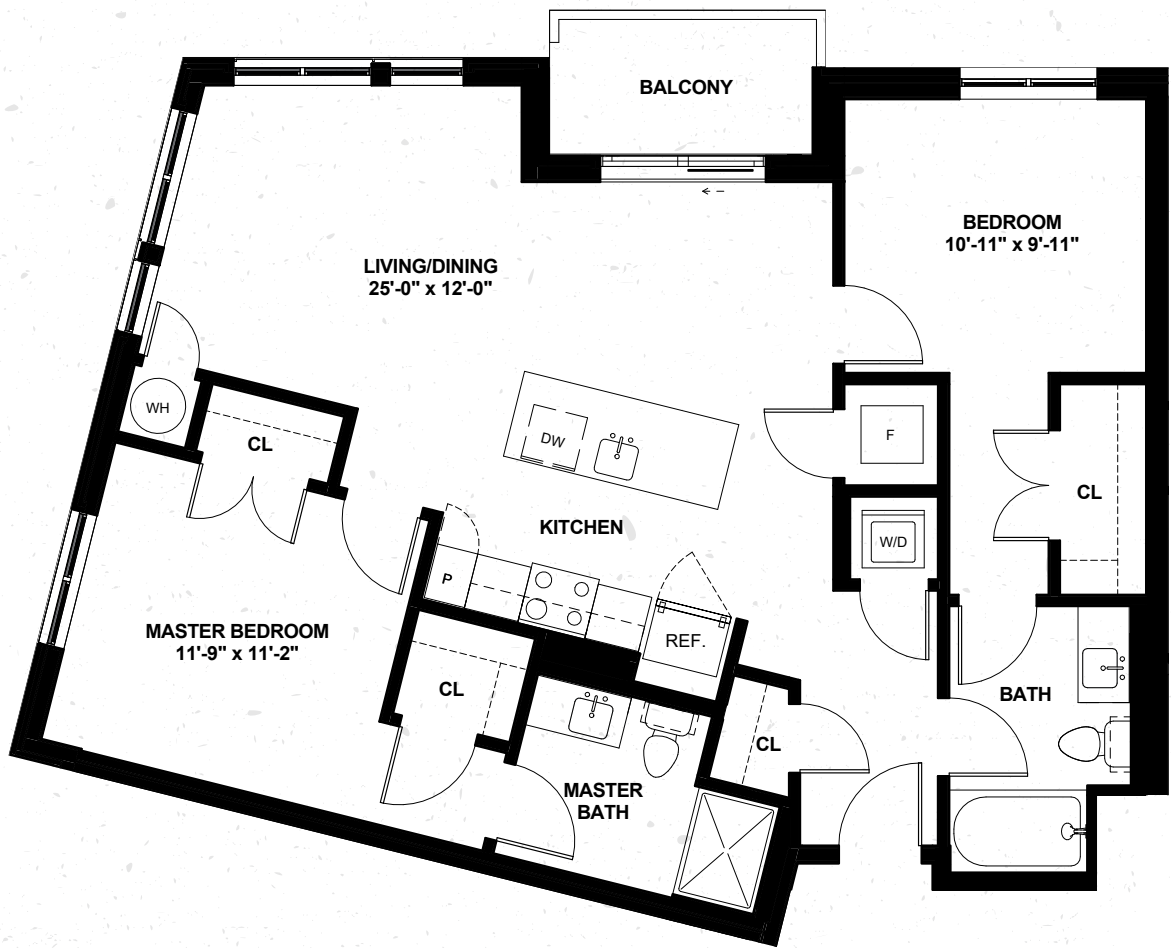 BALCONY
BEDROOM
10'-11" x 9'-11"
LIVING/DINING
25'-0" x 12'-0"
WH
CL
DW
F
CL
KITCHEN
W/D
P
REF.
MASTER BEDROOM
11'-9" x 11'-2"
CL
BATH
CL
MASTER
BATH